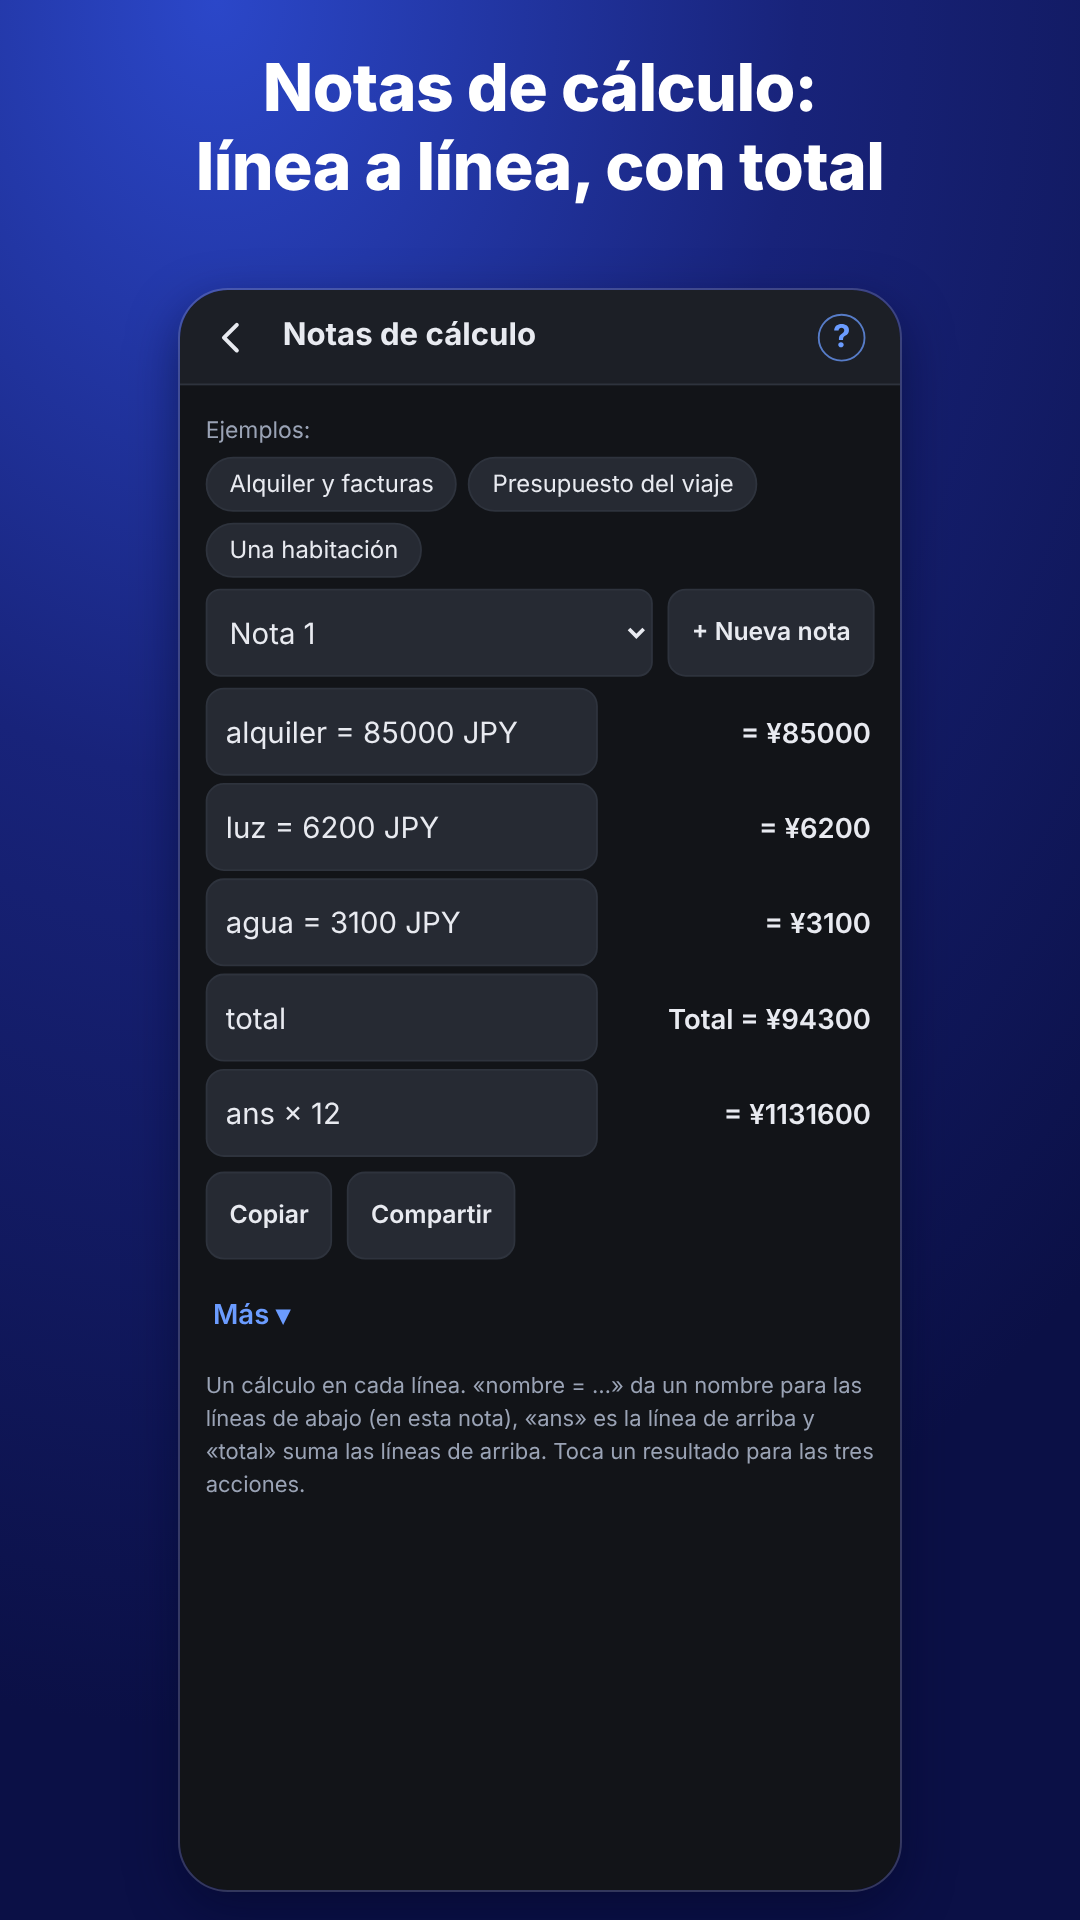 Notas de cálculo:
línea a línea, con total
Notas de cálculo
?
Ejemplos:
Alquiler y facturas
Presupuesto del viaje
Una habitación
Nota 1
+ Nueva nota
alquiler = 85000 JPY
= ¥85000
luz = 6200 JPY
= ¥6200
agua = 3100 JPY
= ¥3100
total
Total = ¥94300
ans × 12
= ¥1131600
Copiar
Compartir
Más ▾
Un cálculo en cada línea. «nombre = …» da un nombre para las
líneas de abajo (en esta nota), «ans» es la línea de arriba y
«total» suma las líneas de arriba. Toca un resultado para las tres
acciones.